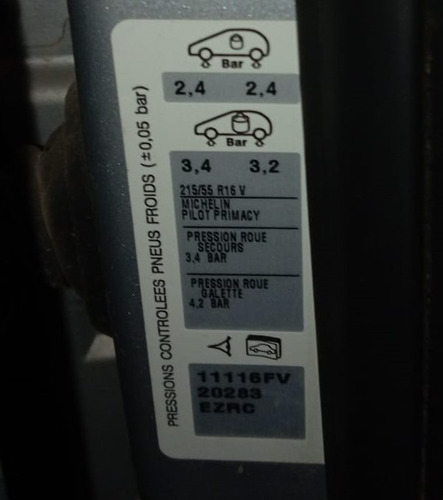 PRESSIONS CONTROLEES PNEUS FROIDS (±0,05 bar)
Bar
2,4 2,4
Bar
3,4 3,2
215/55 R16 V
MICHELIN
PILOT PRIMACY
PRESSION ROUE
SECOURS
3,4 BAR
PRESSION ROUE
GALETTE
4,2 BAR
11116FV
20283
EZRC